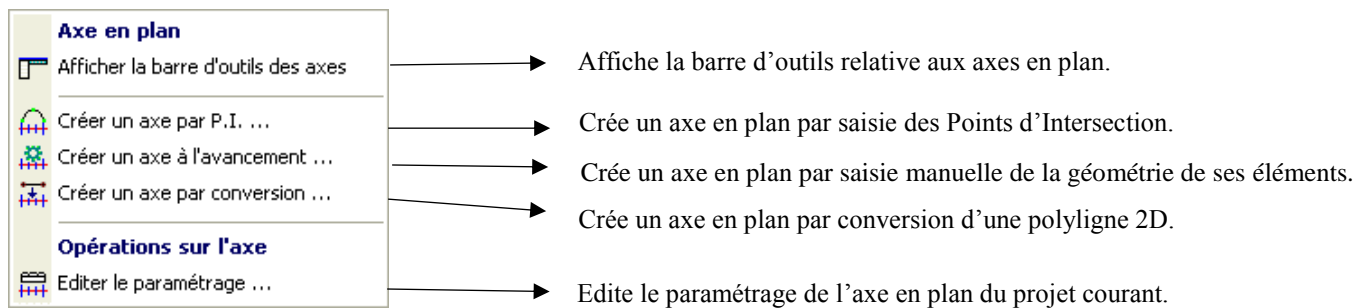 Axe en plan
Afficher la barre d'outils des axes
Affiche la barre d’outils relative aux axes en plan.
Créer un axe par P.I. ...
Crée un axe en plan par saisie des Points d’Intersection.
Créer un axe à l'avancement ...
Crée un axe en plan par saisie manuelle de la géométrie de ses éléments.
Créer un axe par conversion ...
Crée un axe en plan par conversion d’une polyligne 2D.
Opérations sur l'axe
Editer le paramétrage ...
Edite le paramétrage de l’axe en plan du projet courant.